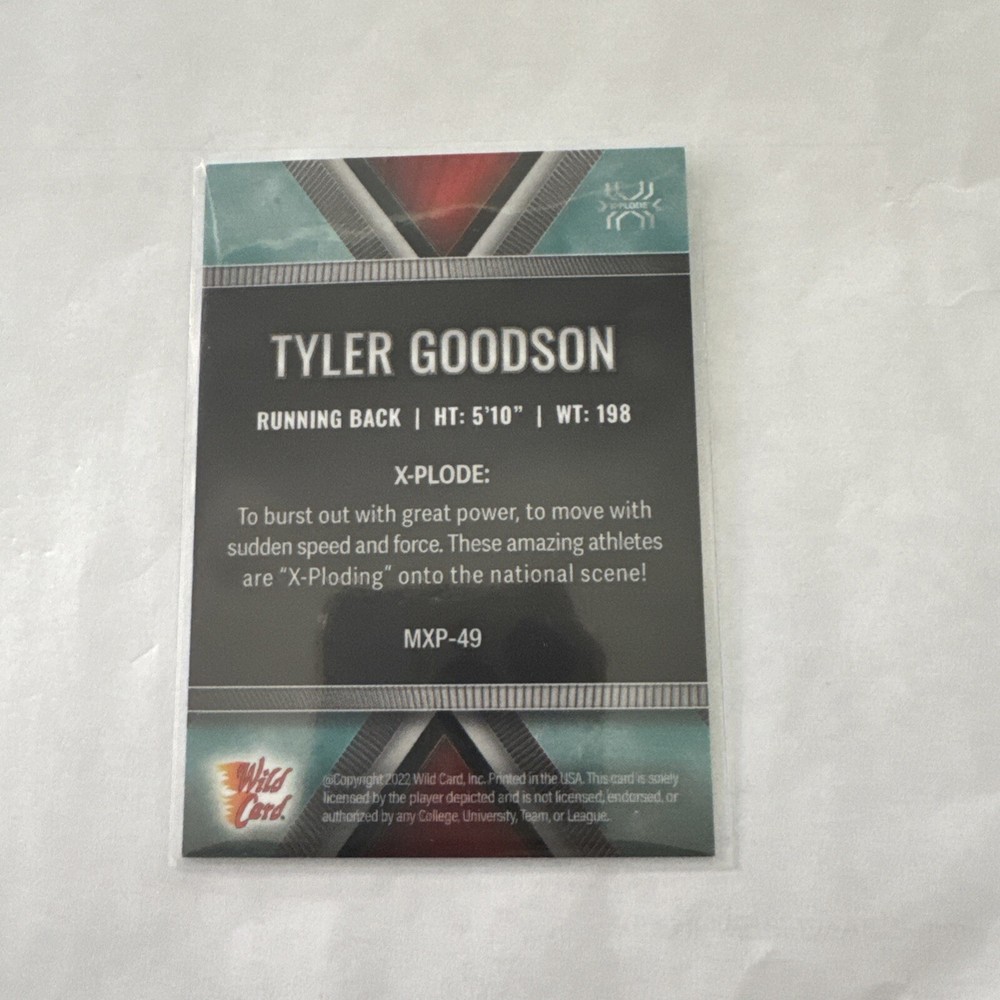 X-PLODE
TYLER GOODSON
RUNNING BACK | HT: 5'10" | WT: 198
X-PLODE:
To burst out with great power, to move with
sudden speed and force. These amazing athletes
are "X-Ploding" onto the national scene!
MXP-49
Wild
Card.
@Copyright 2022 Wild Card, Inc. Printed in the USA. This card is solely
licensed by the player depicted and is not licensed, endorsed, or
authorized by any College, University, Team, or League.